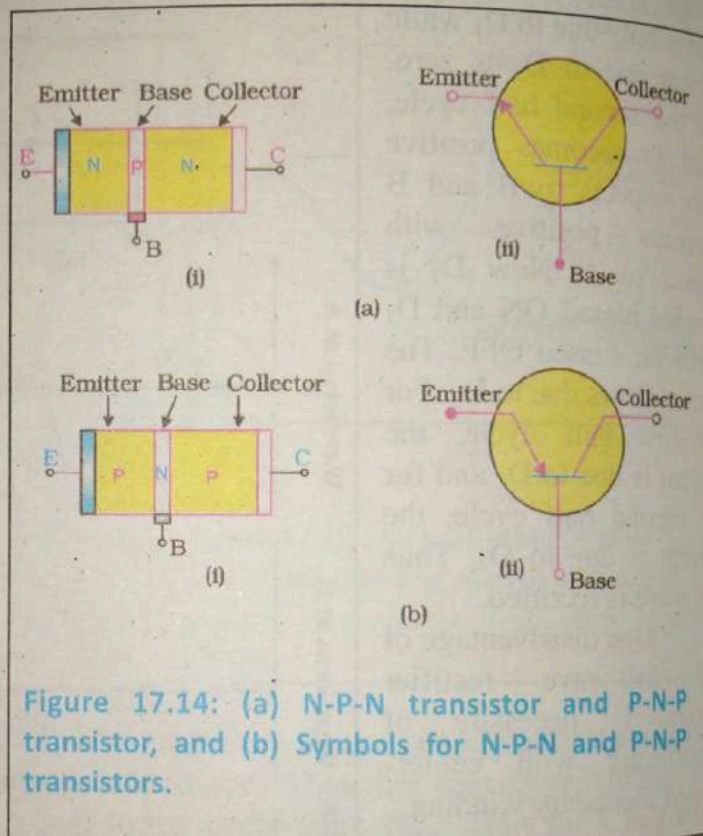 Emitter Base Collector
E N P N C
B
(i)
Emitter
Collector
(ii)
Base
(a)
Emitter Base Collector
E P N P C
B
(i)
Emitter
Collector
(ii)
Base
(b)
Figure 17.14: (a) N-P-N transistor and P-N-P
transistor, and (b) Symbols for N-P-N and P-N-P
transistors.